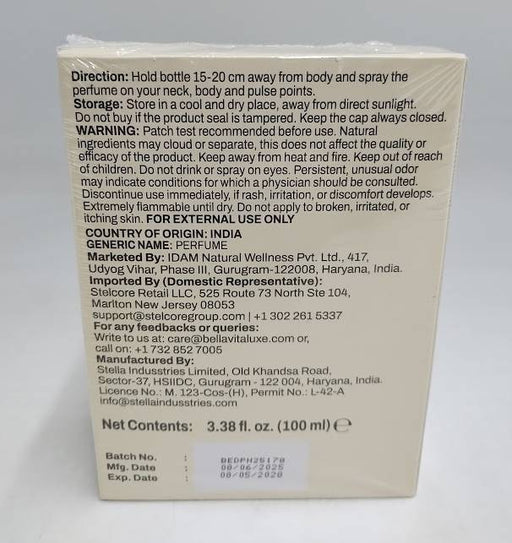 Direction: Hold bottle 15-20 cm away from body and spray the
perfume on your neck, body and pulse points.
Storage: Store in a cool and dry place, away from direct sunlight.
Do not buy if the product seal is tampered. Keep the cap always closed.
WARNING: Patch test recommended before use. Natural
ingredients may cloud or separate, this does not affect the quality or
efficacy of the product. Keep away from heat and fire. Keep out of reach
of children. Do not drink or spray on eyes. Persistent, unusual odor
may indicate conditions for which a physician should be consulted.
Discontinue use immediately, if rash, irritation, or discomfort develops.
Extremely flammable until dry. Do not apply to broken, irritated, or
itching skin. FOR EXTERNAL USE ONLY
COUNTRY OF ORIGIN: INDIA
GENERIC NAME: PERFUME
Marketed By: IDAM Natural Wellness Pvt. Ltd., 417,
Udyog Vihar, Phase III, Gurugram-122008, Haryana, India.
Imported By (Domestic Representative):
Stelcore Retail LLC, 525 Route 73 North Ste 104,
Marlton New Jersey 08053
support@stelcoregroup.com | +1 302 261 5337
For any feedbacks or queries:
Write to us at: care@bellavitaluxe.com or,
call on: +1 732 852 7005
Manufactured By:
Stella Indusstries Limited, Old Khandsa Road,
Sector-37, HSIIDC, Gurugram - 122 004, Haryana, India.
Licence No.: M. 123-Cos-(H), Permit No.: L-42-A
info@stellaindusstries.com
Net Contents: 3.38 fl. oz. (100 ml) ℮
Batch No. :
Mfg. Date : 08/06/2025
Exp. Date : 08/05/2028